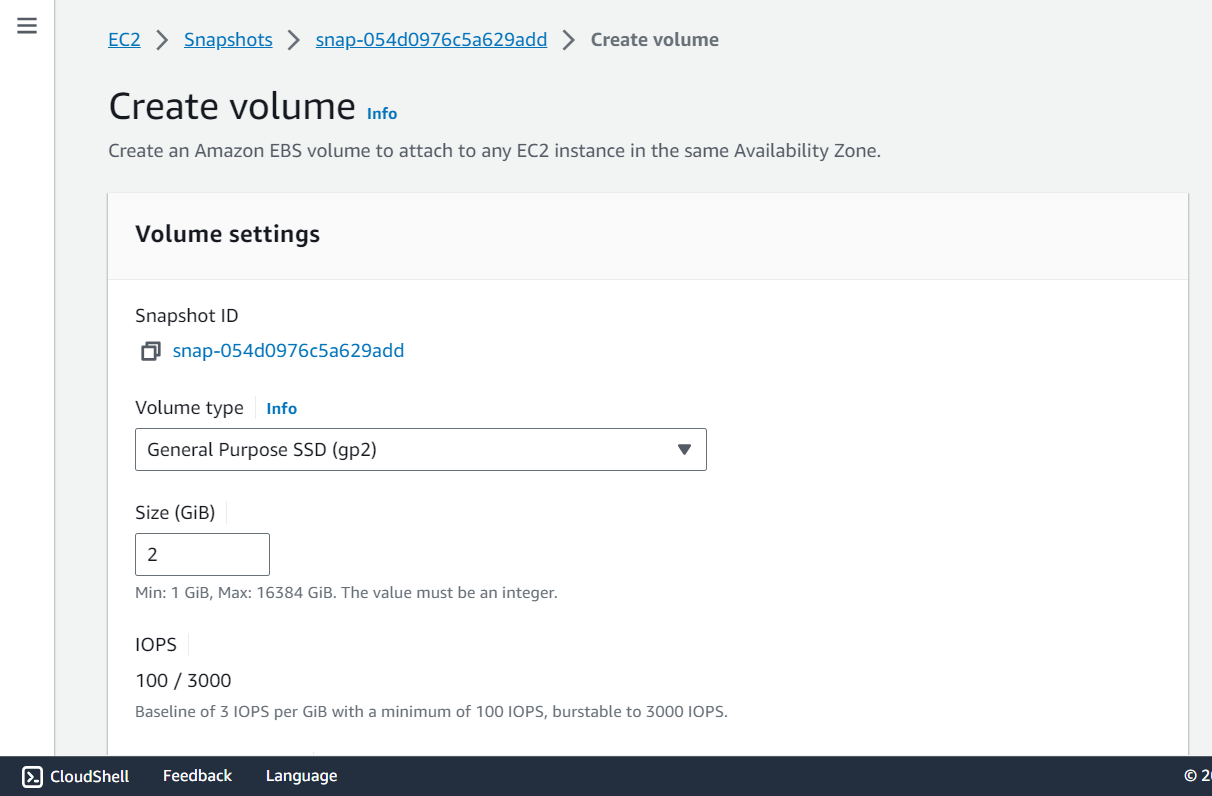 EC2 > Snapshots > snap-054d0976c5a629add > Create volume
Create volume Info
Create an Amazon EBS volume to attach to any EC2 instance in the same Availability Zone.
Volume settings
Snapshot ID
snap-054d0976c5a629add
Volume type Info
General Purpose SSD (gp2)
Size (GiB)
2
Min: 1 GiB, Max: 16384 GiB. The value must be an integer.
IOPS
100 / 3000
Baseline of 3 IOPS per GiB with a minimum of 100 IOPS, burstable to 3000 IOPS.
CloudShell Feedback Language ©